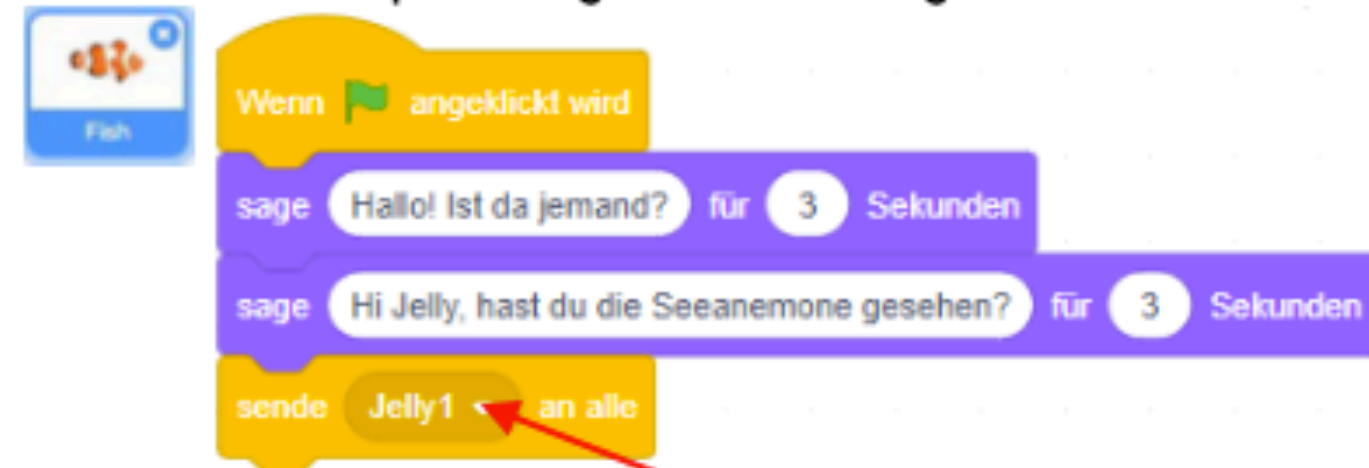 Fish
Wenn angeklickt wird
sage Hallo! Ist da jemand? für 3 Sekunden
sage Hi Jelly, hast du die Seeanemone gesehen? für 3 Sekunden
sende Jelly1 an alle